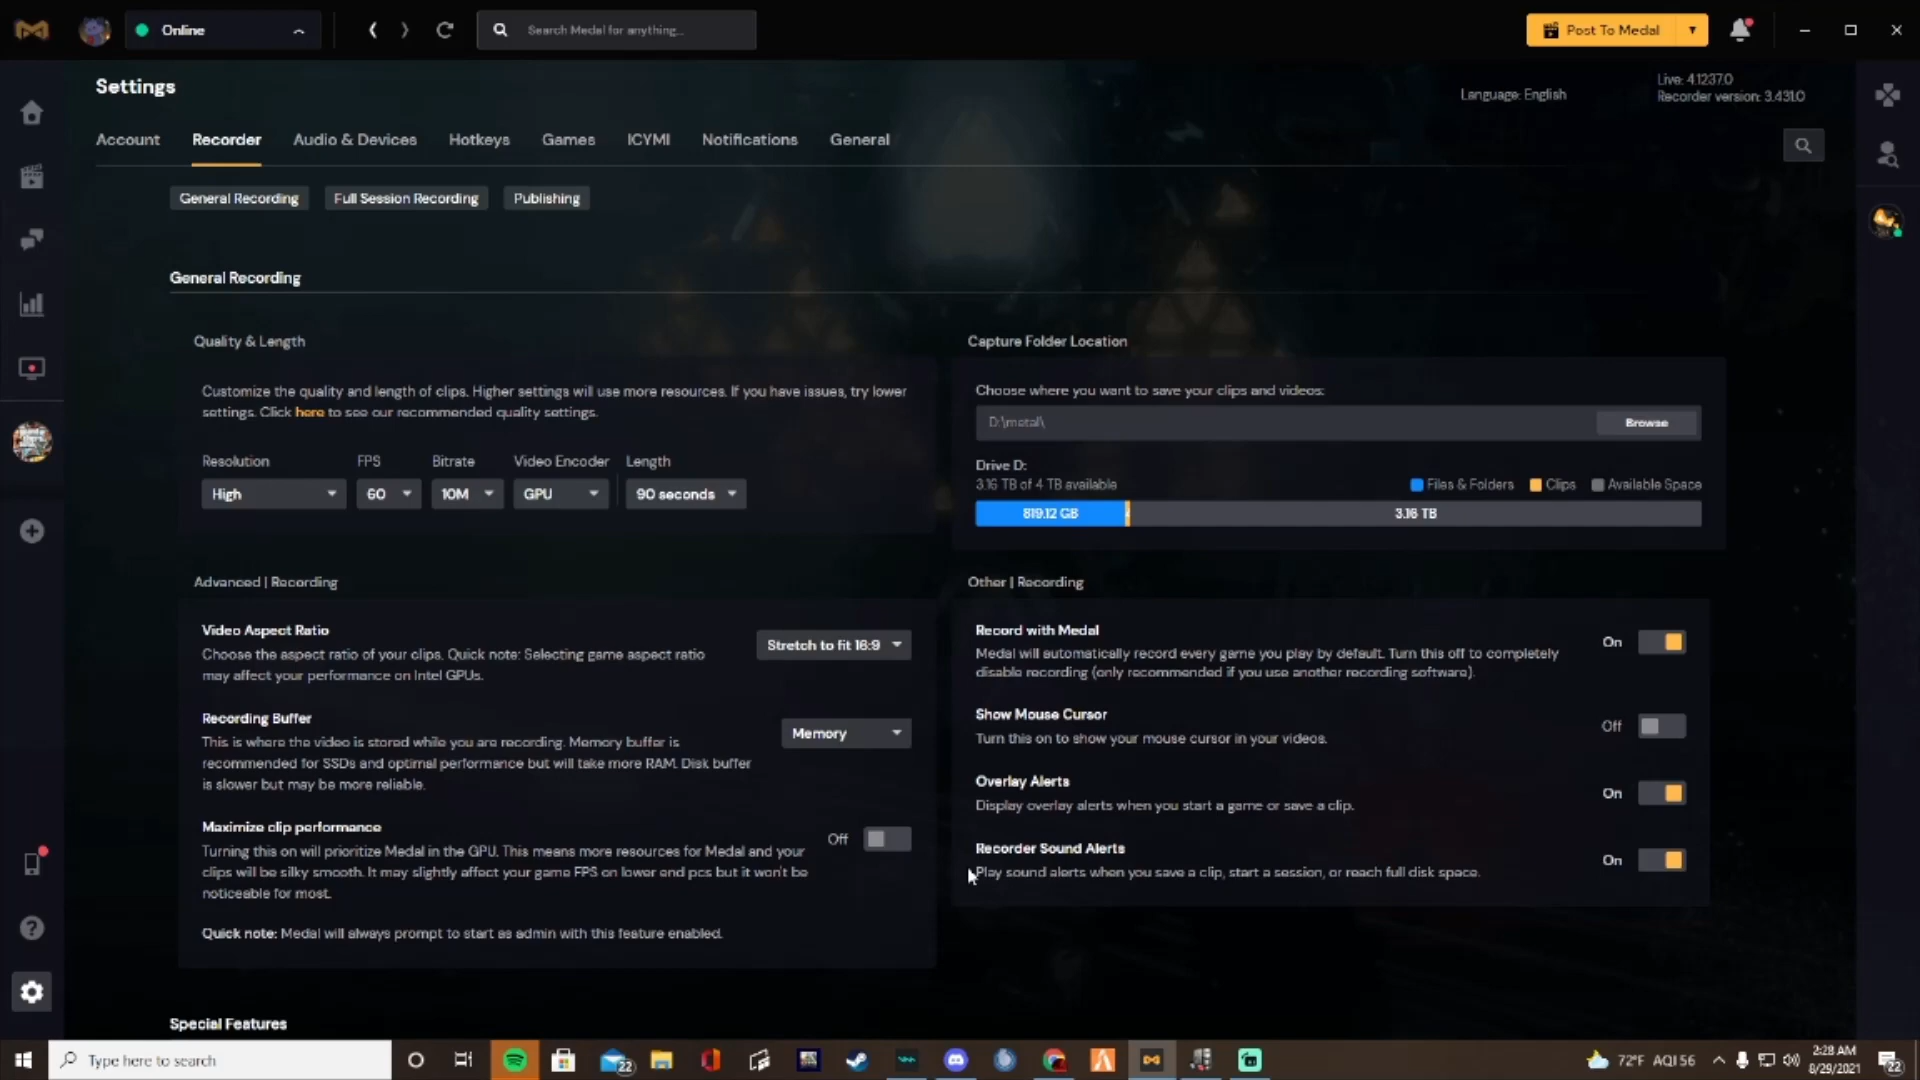 Online
Search Medal for anything...
Post To Medal
Settings
Language: English
Live: 4.1237.0
Recorder version: 3.431.0
Account
Recorder
Audio & Devices
Hotkeys
Games
ICYMI
Notifications
General
General Recording
Full Session Recording
Publishing
General Recording
Quality & Length
Customize the quality and length of clips. Higher settings will use more resources. If you have issues, try lower
settings. Click here to see our recommended quality settings.
Resolution
FPS
Bitrate
Video Encoder
Length
High
60
10M
GPU
90 seconds
Capture Folder Location
Choose where you want to save your clips and videos:
D:\metal\
Browse
Drive D:
3.16 TB of 4 TB available
Files & Folders
Clips
Available Space
819.12 GB
3.16 TB
Advanced | Recording
Video Aspect Ratio
Choose the aspect ratio of your clips. Quick note: Selecting game aspect ratio
may affect your performance on Intel GPUs.
Stretch to fit 16:9
Recording Buffer
This is where the video is stored while you are recording. Memory buffer is
recommended for SSDs and optimal performance but will take more RAM. Disk buffer
is slower but may be more reliable.
Memory
Maximize clip performance
Turning this on will prioritize Medal in the GPU. This means more resources for Medal and your
clips will be silky smooth. It may slightly affect your game FPS on lower end pcs but it won't be
noticeable for most.
Off
Quick note: Medal will always prompt to start as admin with this feature enabled.
Other | Recording
Record with Medal
Medal will automatically record every game you play by default. Turn this off to completely
disable recording (only recommended if you use another recording software).
On
Show Mouse Cursor
Turn this on to show your mouse cursor in your videos.
Off
Overlay Alerts
Display overlay alerts when you start a game or save a clip.
On
Recorder Sound Alerts
Play sound alerts when you save a clip, start a session, or reach full disk space.
On
Special Features
Type here to search
22
72°F AQI 56
2:28 AM
8/29/2021
22